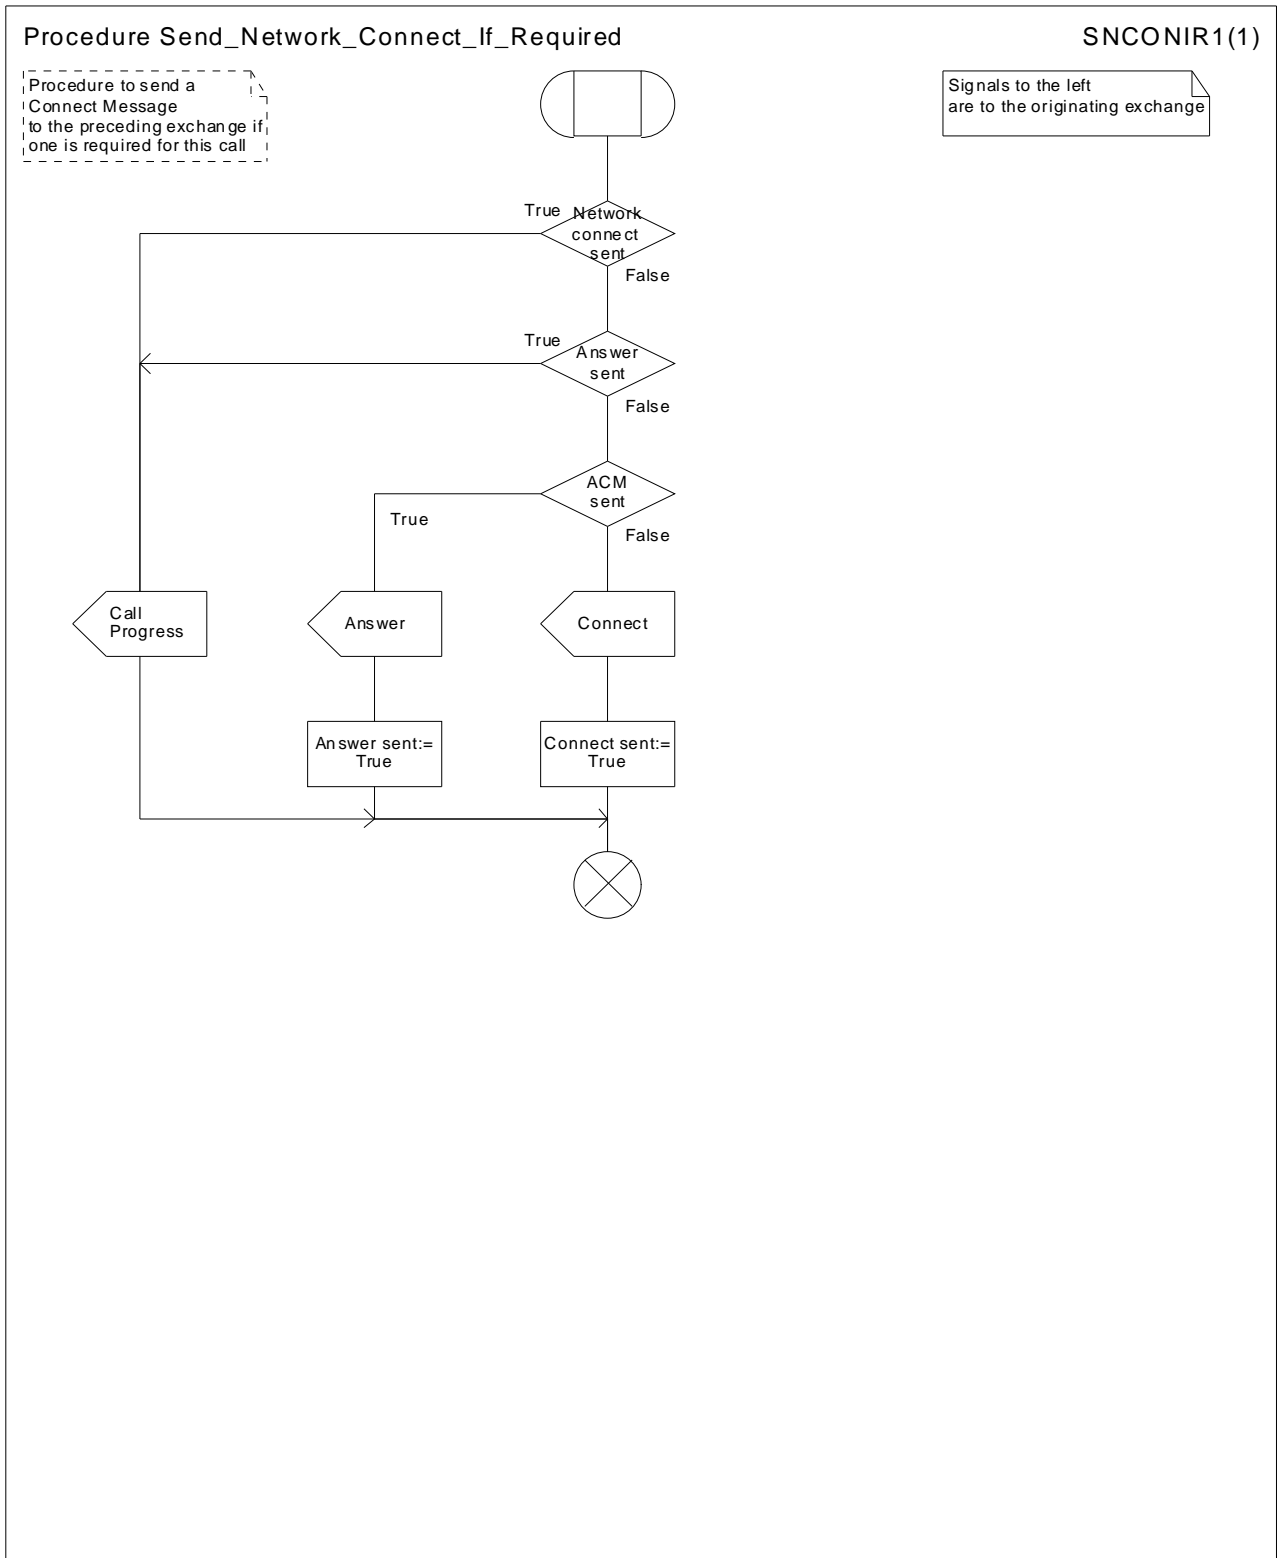 Procedure Send_Network_Connect_If_Required
SNCONIR1(1)
Procedure to send a
Connect Message
to the preceding exchange if
one is required for this call
Signals to the left
are to the originating exchange
True
Network
connect
sent
False
True
Answer
sent
False
ACM
sent
True
False
Call
Progress
Answer
Connect
Answer sent:=
True
Connect sent:=
True